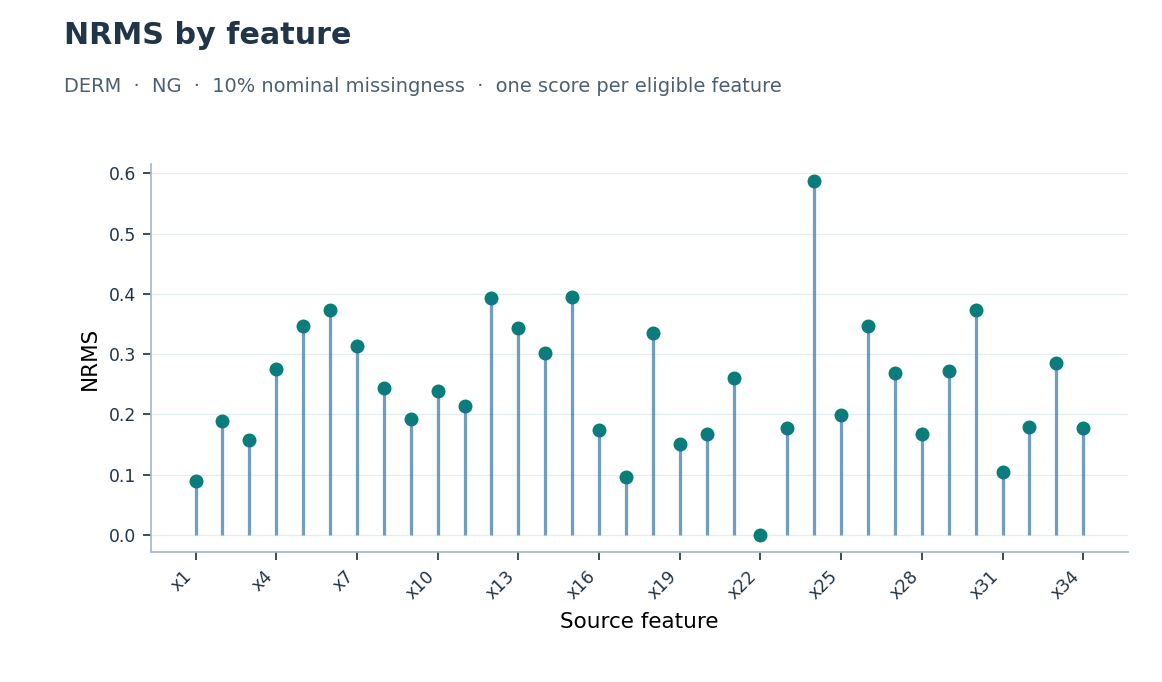 NRMS by feature
DERM · NG · 10% nominal missingness · one score per eligible feature
0.6
0.5
0.4
0.3
0.2
0.1
0.0
NRMS
x1 x4 x7 x10 x13 x16 x19 x22 x25 x28 x31 x34
Source feature